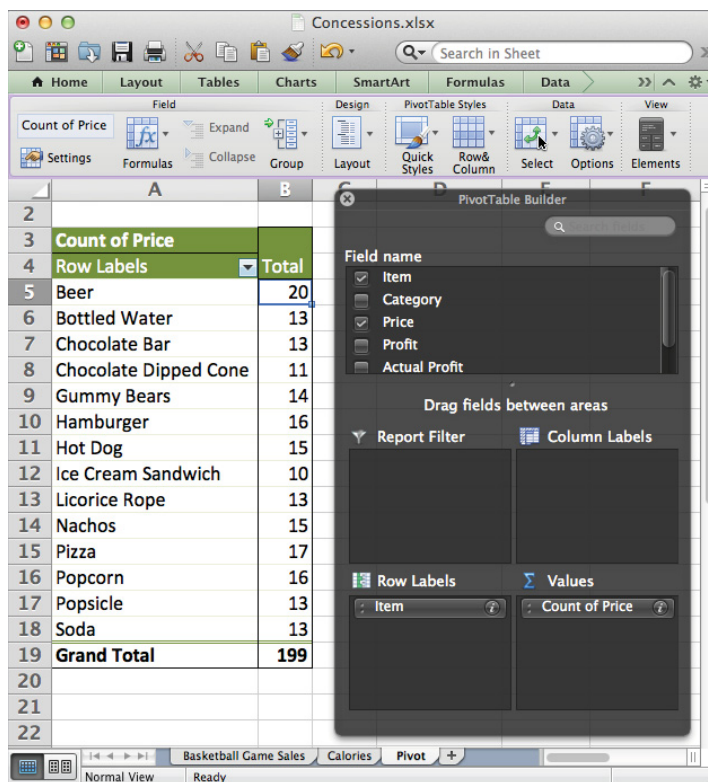 Concessions.xlsx
Search in Sheet
Home Layout Tables Charts SmartArt Formulas Data
Field Design PivotTable Styles Data View
Count of Price
Settings
fx
Formulas
Expand
Collapse
Group
Layout
Quick Styles
Row& Column
Select
Options
Elements
A B
PivotTable Builder
2
3 Count of Price
4 Row Labels Total
5 Beer 20
6 Bottled Water 13
7 Chocolate Bar 13
8 Chocolate Dipped Cone 11
9 Gummy Bears 14
10 Hamburger 16
11 Hot Dog 15
12 Ice Cream Sandwich 10
13 Licorice Rope 13
14 Nachos 15
15 Pizza 17
16 Popcorn 16
17 Popsicle 13
18 Soda 13
19 Grand Total 199
20
21
22
Search fields
Field name
Item
Category
Price
Profit
Actual Profit
Drag fields between areas
Report Filter
Column Labels
Row Labels
Σ Values
Item
Count of Price
Basketball Game Sales Calories Pivot +
Normal View Ready